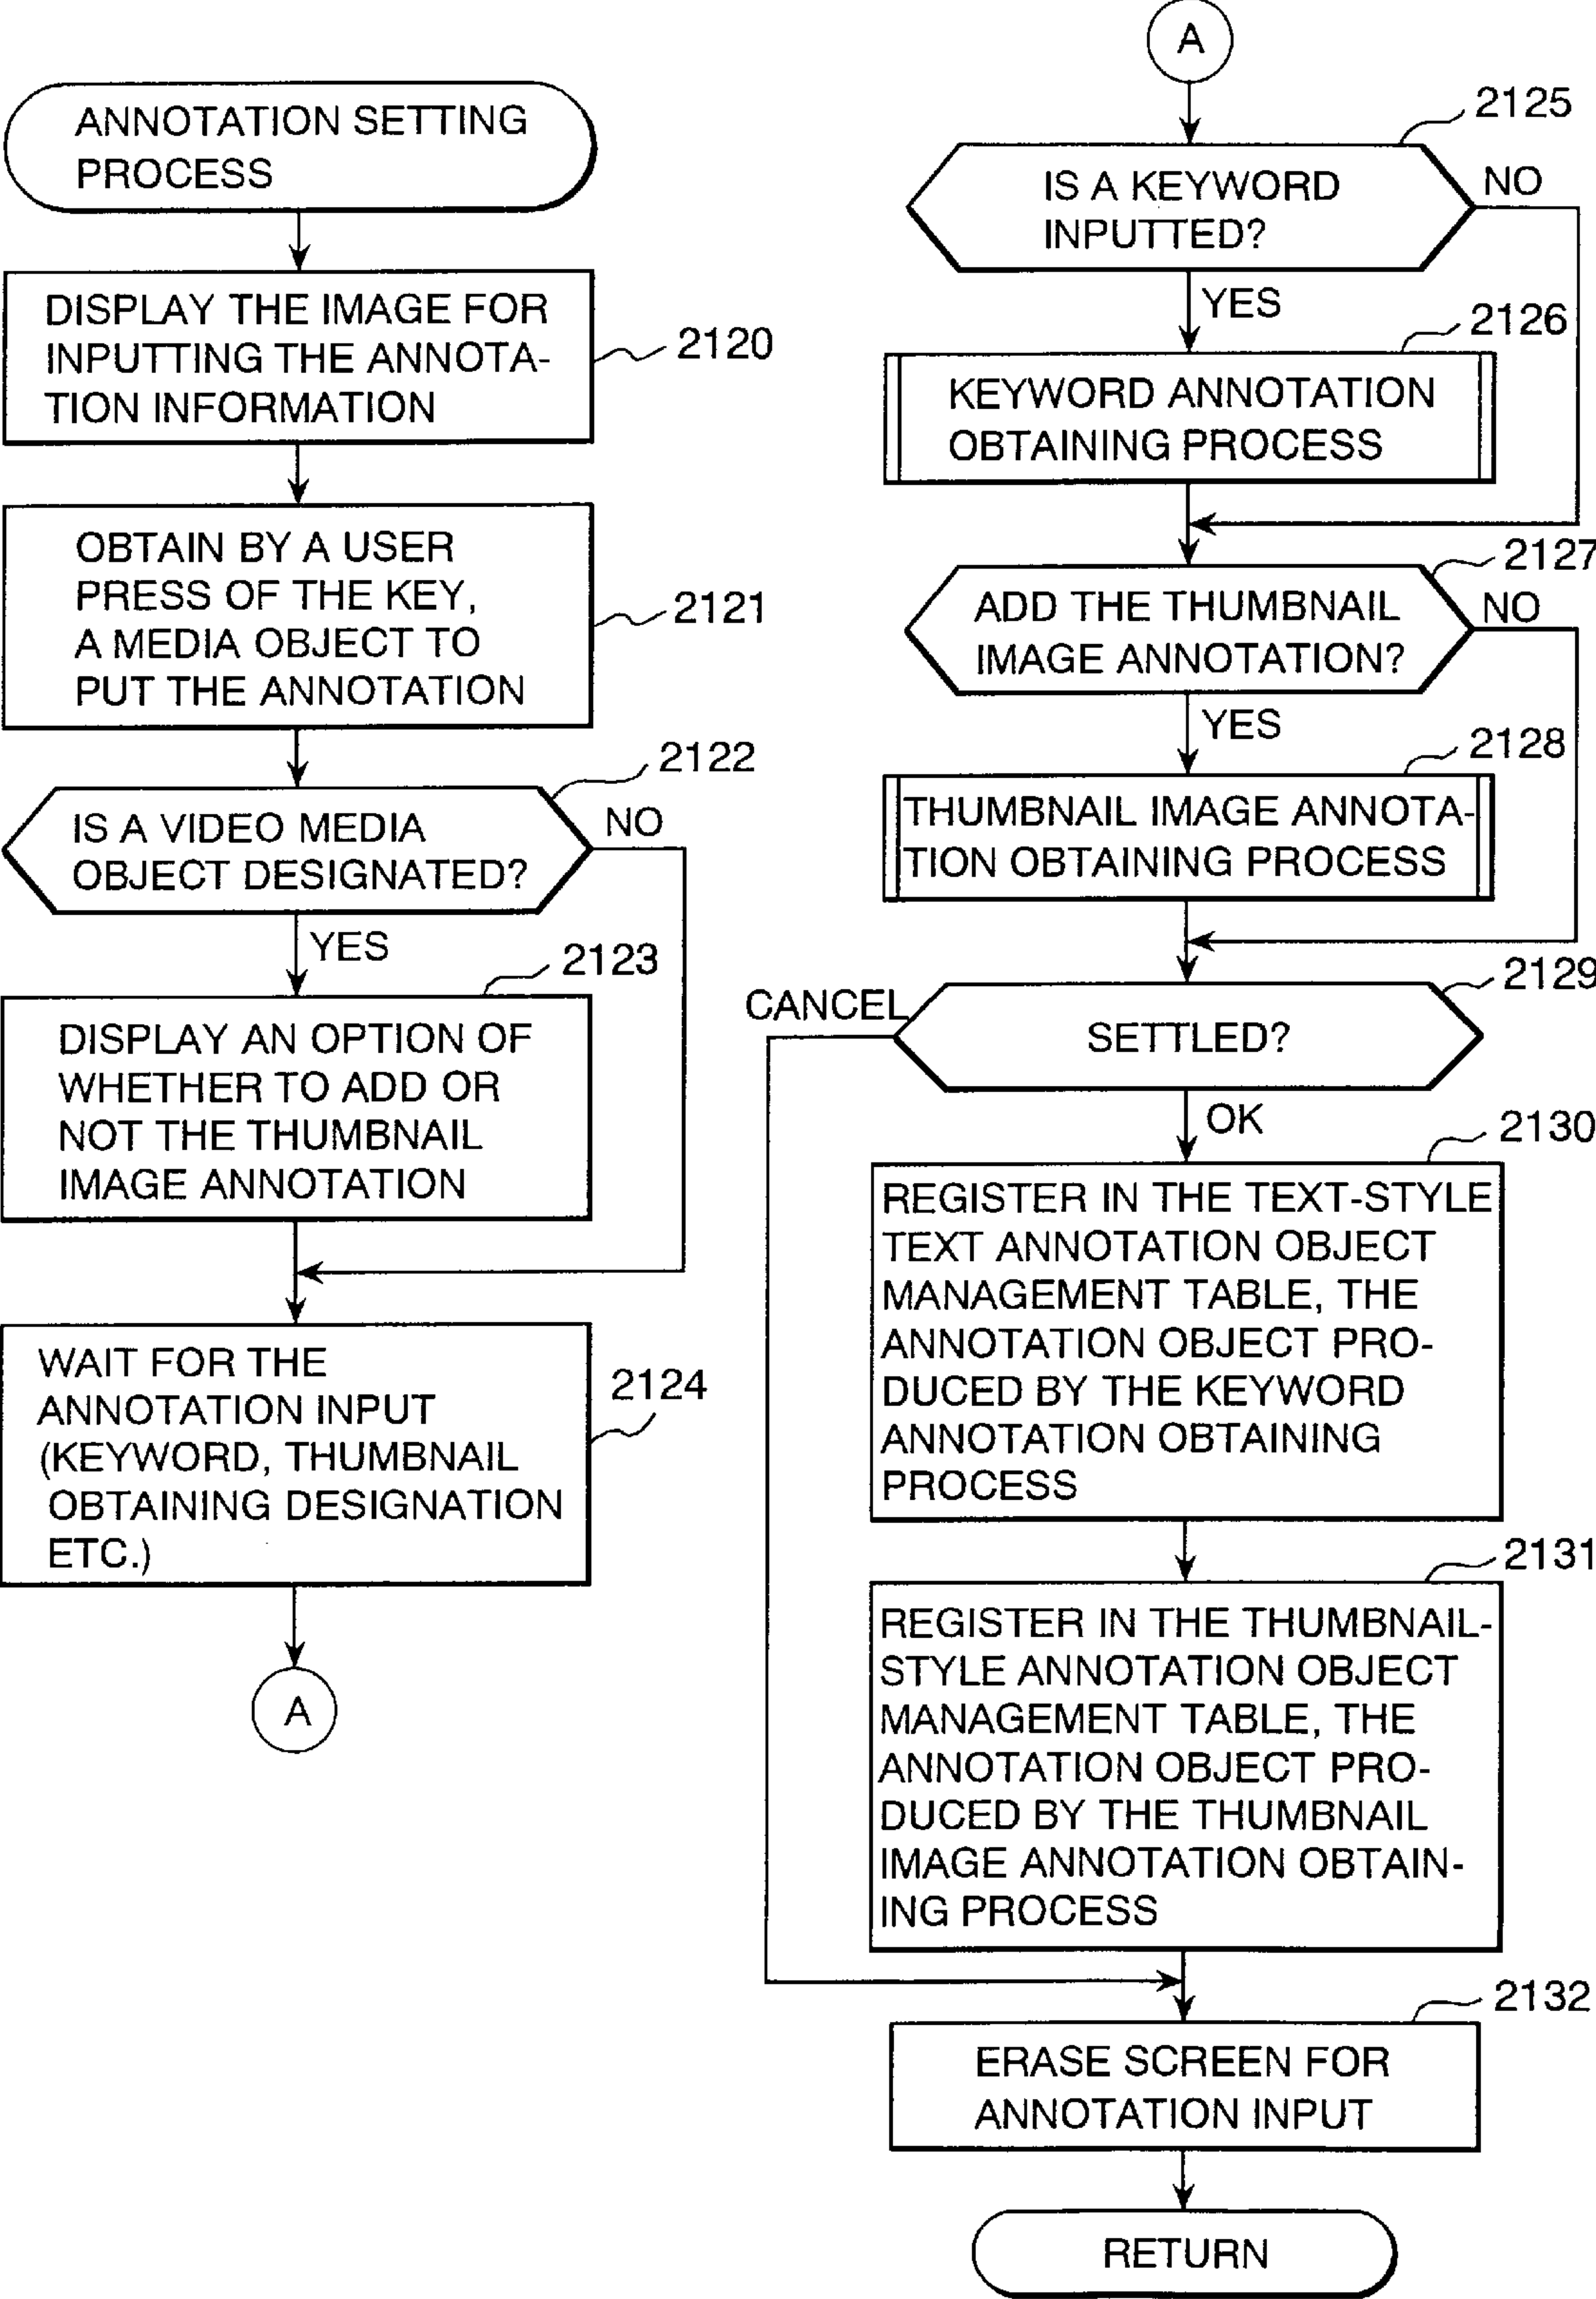 ANNOTATION SETTING
PROCESS
DISPLAY THE IMAGE FOR
INPUTTING THE ANNOTA-
TION INFORMATION
2120
OBTAIN BY A USER
PRESS OF THE KEY,
A MEDIA OBJECT TO
PUT THE ANNOTATION
2121
2122
IS A VIDEO MEDIA
OBJECT DESIGNATED?
NO
YES
2123
DISPLAY AN OPTION OF
WHETHER TO ADD OR
NOT THE THUMBNAIL
IMAGE ANNOTATION
WAIT FOR THE
ANNOTATION INPUT
(KEYWORD, THUMBNAIL
OBTAINING DESIGNATION
ETC.)
2124
A
A
2125
IS A KEYWORD
INPUTTED?
NO
YES
2126
KEYWORD ANNOTATION
OBTAINING PROCESS
2127
ADD THE THUMBNAIL
IMAGE ANNOTATION?
NO
YES
2128
THUMBNAIL IMAGE ANNOTA-
TION OBTAINING PROCESS
2129
CANCEL
SETTLED?
OK
2130
REGISTER IN THE TEXT-STYLE
TEXT ANNOTATION OBJECT
MANAGEMENT TABLE, THE
ANNOTATION OBJECT PRO-
DUCED BY THE KEYWORD
ANNOTATION OBTAINING
PROCESS
2131
REGISTER IN THE THUMBNAIL-
STYLE ANNOTATION OBJECT
MANAGEMENT TABLE, THE
ANNOTATION OBJECT PRO-
DUCED BY THE THUMBNAIL
IMAGE ANNOTATION OBTAIN-
ING PROCESS
2132
ERASE SCREEN FOR
ANNOTATION INPUT
RETURN